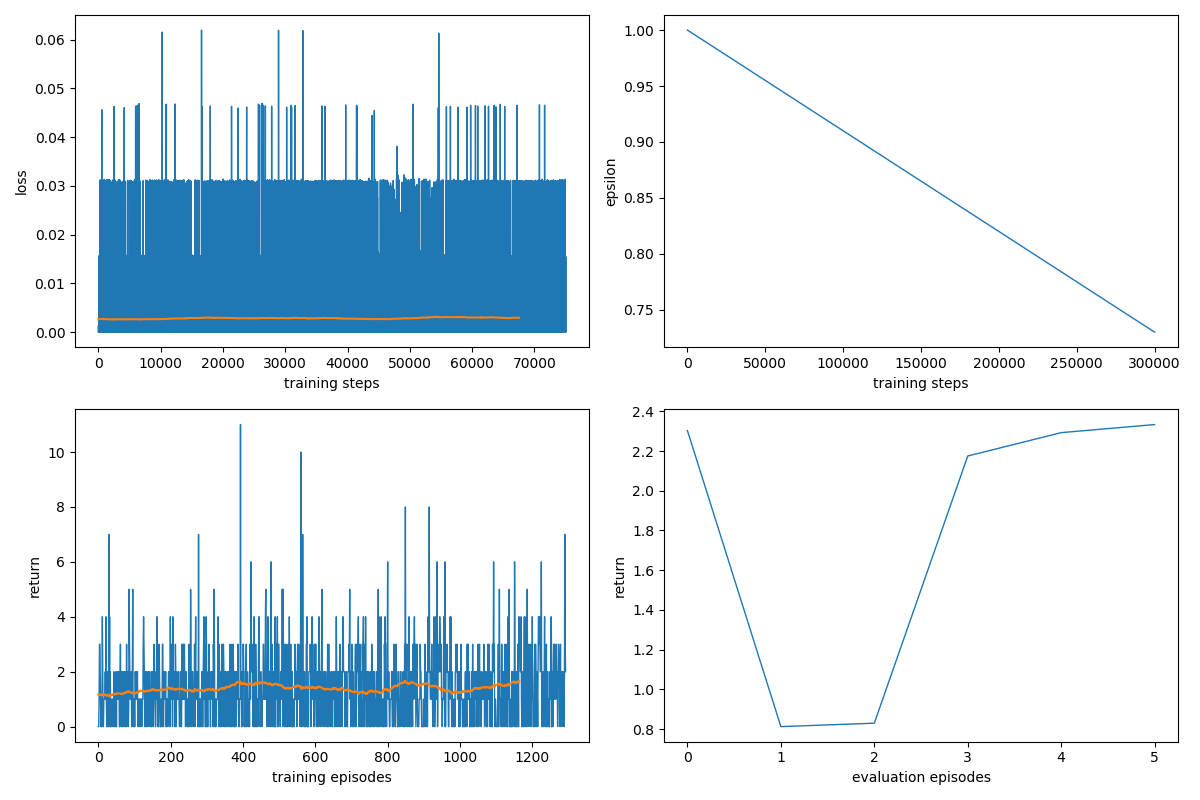 0.06
0.05
0.04
0.03
0.02
0.01
0.00
loss
0 10000 20000 30000 40000 50000 60000 70000
training steps
1.00
0.95
0.90
0.85
0.80
0.75
epsilon
0 50000 100000 150000 200000 250000 300000
training steps
10
8
6
4
2
0
return
0 200 400 600 800 1000 1200
training episodes
2.4
2.2
2.0
1.8
1.6
1.4
1.2
1.0
0.8
return
0 1 2 3 4 5
evaluation episodes